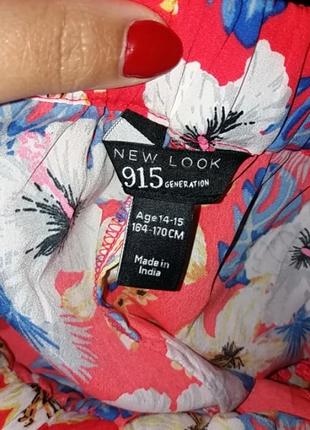 NEW LOOK
915 GENERATION
Age 14-15
164-170CM
Made in
India